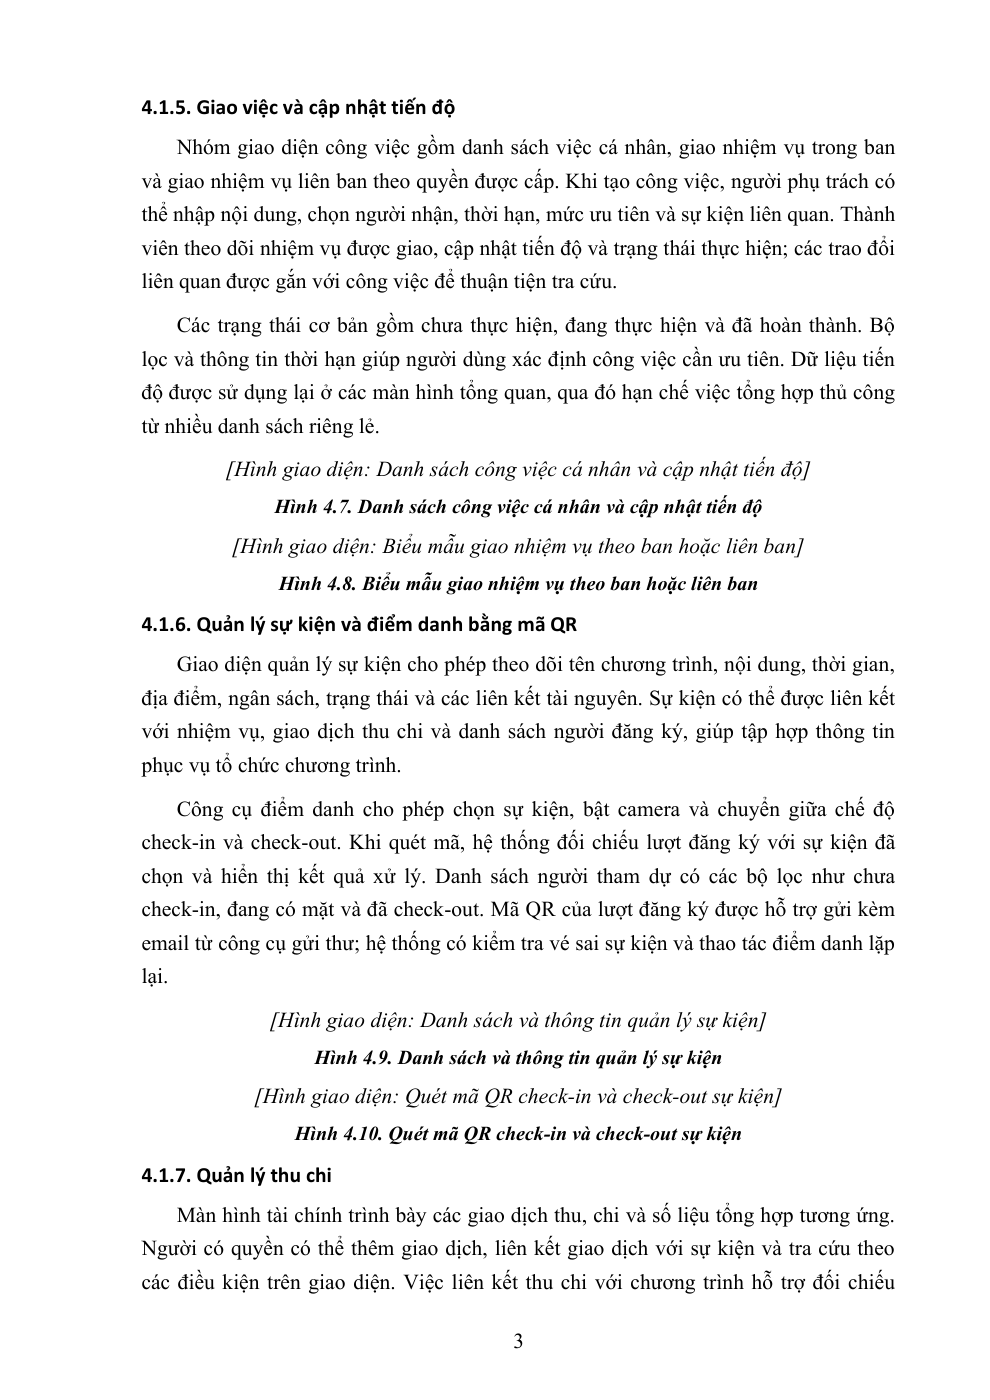 4.1.5. Giao việc và cập nhật tiến độ
Nhóm giao diện công việc gồm danh sách việc cá nhân, giao nhiệm vụ trong ban
và giao nhiệm vụ liên ban theo quyền được cấp. Khi tạo công việc, người phụ trách có
thể nhập nội dung, chọn người nhận, thời hạn, mức ưu tiên và sự kiện liên quan. Thành
viên theo dõi nhiệm vụ được giao, cập nhật tiến độ và trạng thái thực hiện; các trao đổi
liên quan được gắn với công việc để thuận tiện tra cứu.
Các trạng thái cơ bản gồm chưa thực hiện, đang thực hiện và đã hoàn thành. Bộ
lọc và thông tin thời hạn giúp người dùng xác định công việc cần ưu tiên. Dữ liệu tiến
độ được sử dụng lại ở các màn hình tổng quan, qua đó hạn chế việc tổng hợp thủ công
từ nhiều danh sách riêng lẻ.
[Hình giao diện: Danh sách công việc cá nhân và cập nhật tiến độ]
Hình 4.7. Danh sách công việc cá nhân và cập nhật tiến độ
[Hình giao diện: Biểu mẫu giao nhiệm vụ theo ban hoặc liên ban]
Hình 4.8. Biểu mẫu giao nhiệm vụ theo ban hoặc liên ban
4.1.6. Quản lý sự kiện và điểm danh bằng mã QR
Giao diện quản lý sự kiện cho phép theo dõi tên chương trình, nội dung, thời gian,
địa điểm, ngân sách, trạng thái và các liên kết tài nguyên. Sự kiện có thể được liên kết
với nhiệm vụ, giao dịch thu chi và danh sách người đăng ký, giúp tập hợp thông tin
phục vụ tổ chức chương trình.
Công cụ điểm danh cho phép chọn sự kiện, bật camera và chuyển giữa chế độ
check-in và check-out. Khi quét mã, hệ thống đối chiếu lượt đăng ký với sự kiện đã
chọn và hiển thị kết quả xử lý. Danh sách người tham dự có các bộ lọc như chưa
check-in, đang có mặt và đã check-out. Mã QR của lượt đăng ký được hỗ trợ gửi kèm
email từ công cụ gửi thư; hệ thống có kiểm tra vé sai sự kiện và thao tác điểm danh lặp
lại.
[Hình giao diện: Danh sách và thông tin quản lý sự kiện]
Hình 4.9. Danh sách và thông tin quản lý sự kiện
[Hình giao diện: Quét mã QR check-in và check-out sự kiện]
Hình 4.10. Quét mã QR check-in và check-out sự kiện
4.1.7. Quản lý thu chi
Màn hình tài chính trình bày các giao dịch thu, chi và số liệu tổng hợp tương ứng.
Người có quyền có thể thêm giao dịch, liên kết giao dịch với sự kiện và tra cứu theo
các điều kiện trên giao diện. Việc liên kết thu chi với chương trình hỗ trợ đối chiếu
3